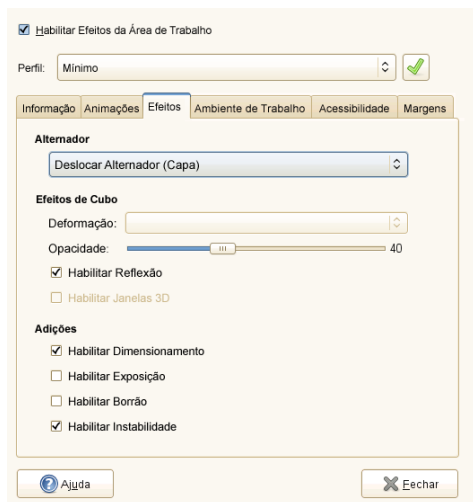 Habilitar Efeitos da Área de Trabalho
Perfil: Mínimo
Informação Animações Efeitos Ambiente de Trabalho Acessibilidade Margens
Alternador
Deslocar Alternador (Capa)
Efeitos de Cubo
Deformação:
Opacidade: 40
Habilitar Reflexão
Habilitar Janelas 3D
Adições
Habilitar Dimensionamento
Habilitar Exposição
Habilitar Borrão
Habilitar Instabilidade
Ajuda Fechar